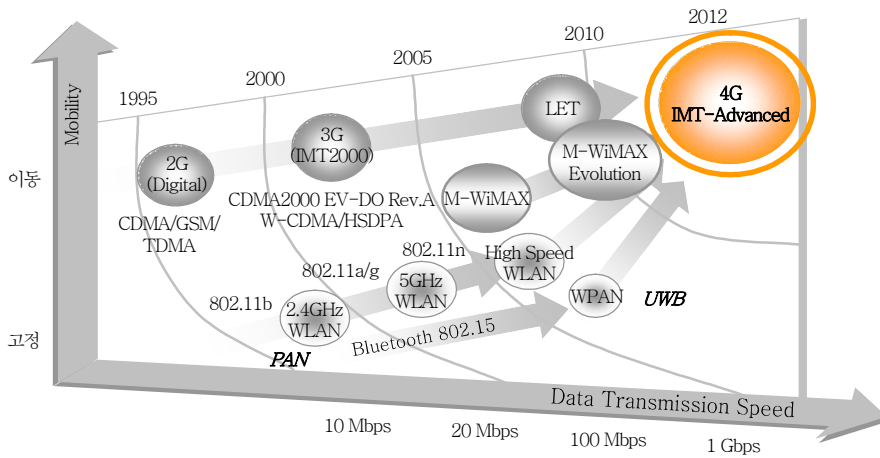 2012
2010
2005
2000
1995
Mobility
4G
IMT-Advanced
LET
3G
(IMT2000)
M-WiMAX
Evolution
2G
(Digital)
이동
CDMA2000 EV-DO Rev.A
W-CDMA/HSDPA
M-WiMAX
CDMA/GSM/
TDMA
802.11n
High Speed
WLAN
802.11a/g
5GHz
WLAN
802.11b
2.4GHz
WLAN
WPAN
UWB
고정
Bluetooth 802.15
PAN
Data Transmission Speed
10 Mbps
20 Mbps
100 Mbps
1 Gbps